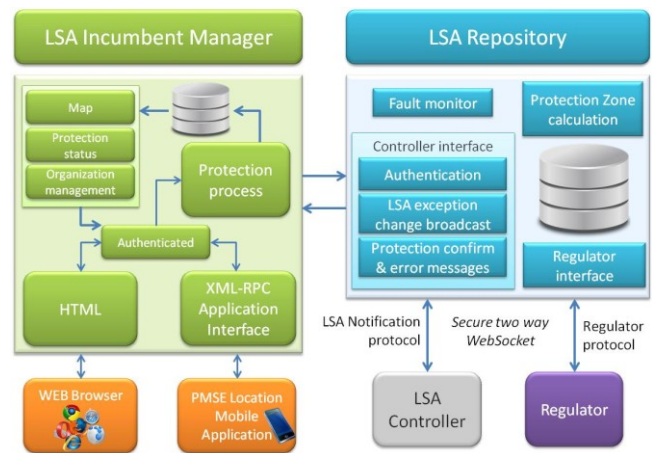 LSA Incumbent Manager
Map
Protection
status
Organization
management
Protection
process
Authenticated
HTML
XML-RPC
Application
Interface
WEB Browser
PMSE Location
Mobile
Application
LSA Repository
Fault monitor
Protection Zone
calculation
Controller interface
Authentication
LSA exception
change broadcast
Protection confirm
& error messages
Regulator
interface
LSA Notification
protocol
Secure two way
WebSocket
Regulator
protocol
LSA
Controller
Regulator